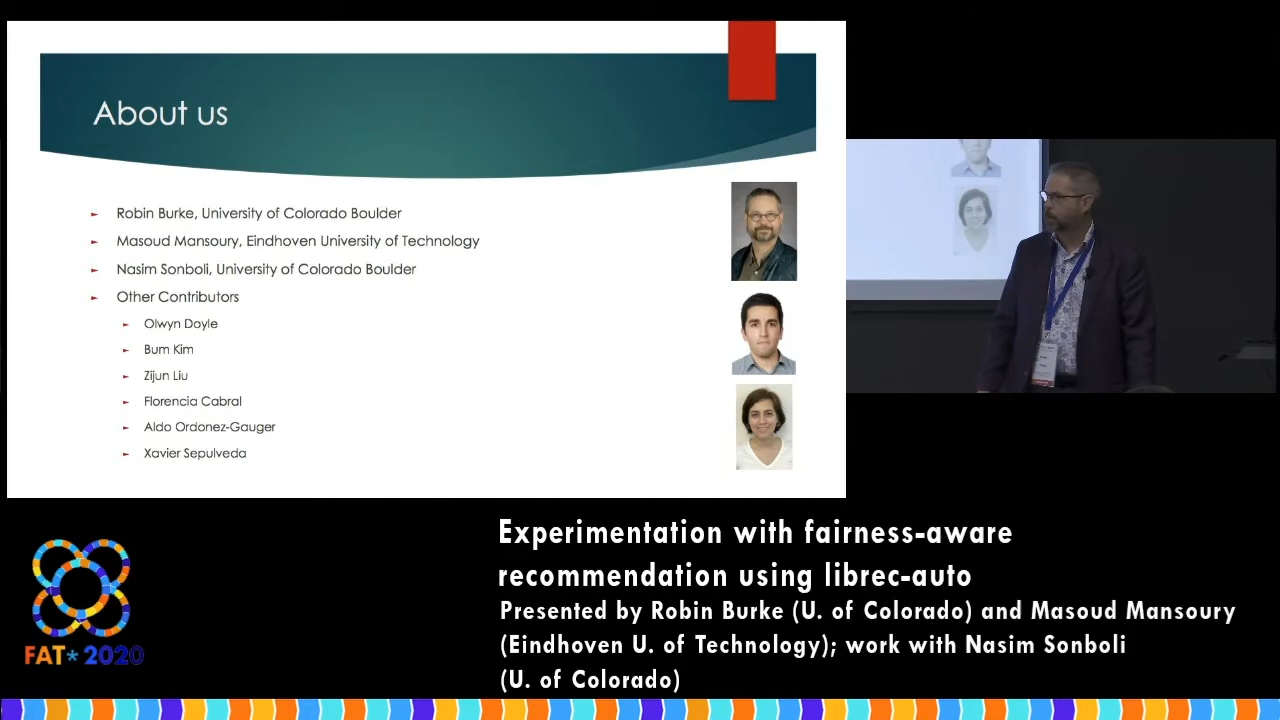 About us
► Robin Burke, University of Colorado Boulder
► Masoud Mansoury, Eindhoven University of Technology
► Nasim Sonboli, University of Colorado Boulder
► Other Contributors
► Olwyn Doyle
► Bum Kim
► Zijun Liu
► Florencia Cabral
► Aldo Ordonez-Gauger
► Xavier Sepulveda
Experimentation with fairness-aware
recommendation using librec-auto
Presented by Robin Burke (U. of Colorado) and Masoud Mansoury
(Eindhoven U. of Technology); work with Nasim Sonboli
(U. of Colorado)
FAT* 2020